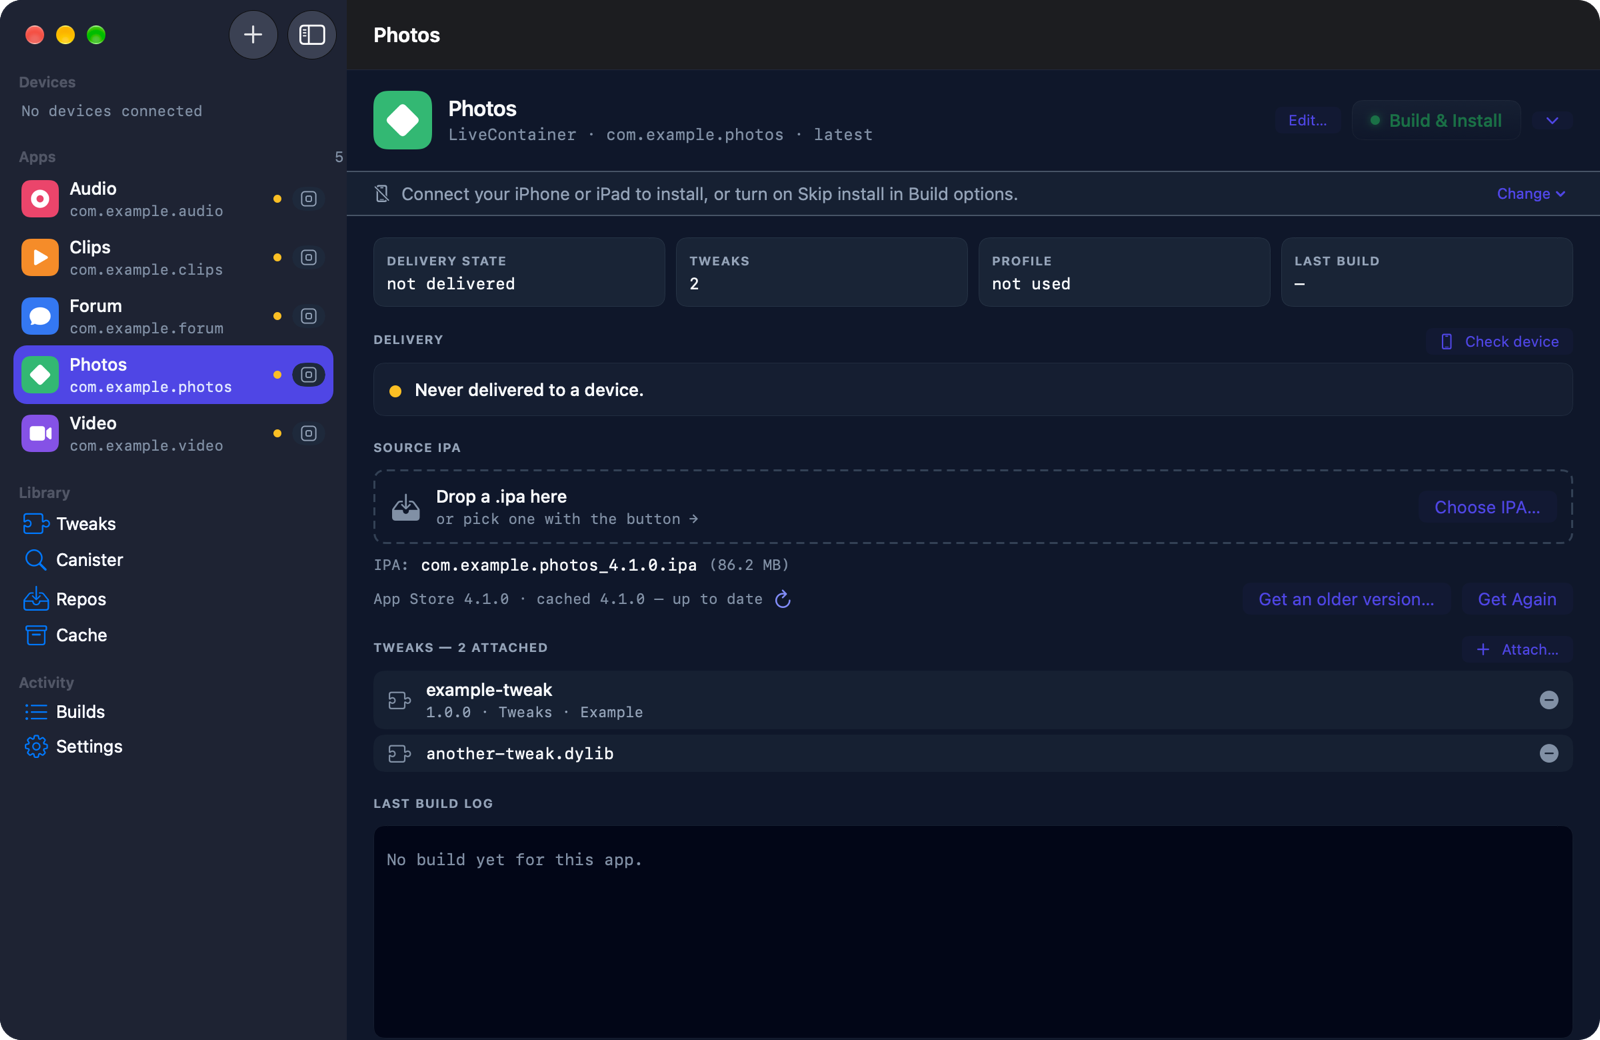 Photos
Devices
No devices connected
Apps 5
Audio
com.example.audio
Clips
com.example.clips
Forum
com.example.forum
Photos
com.example.photos
Video
com.example.video
Library
Tweaks
Canister
Repos
Cache
Activity
Builds
Settings
Photos
LiveContainer · com.example.photos · latest
Edit...
Build & Install
Connect your iPhone or iPad to install, or turn on Skip install in Build options.
Change
DELIVERY STATE
not delivered
TWEAKS
2
PROFILE
not used
LAST BUILD
—
DELIVERY
Check device
Never delivered to a device.
SOURCE IPA
Drop a .ipa here
or pick one with the button →
Choose IPA...
IPA: com.example.photos_4.1.0.ipa (86.2 MB)
App Store 4.1.0 · cached 4.1.0 — up to date
Get an older version...
Get Again
TWEAKS — 2 ATTACHED
+ Attach...
example-tweak
1.0.0 · Tweaks · Example
another-tweak.dylib
LAST BUILD LOG
No build yet for this app.